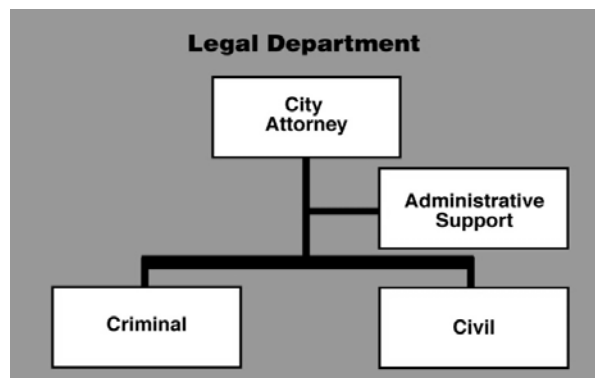 Legal Department
City
Attorney
Administrative
Support
Criminal
Civil